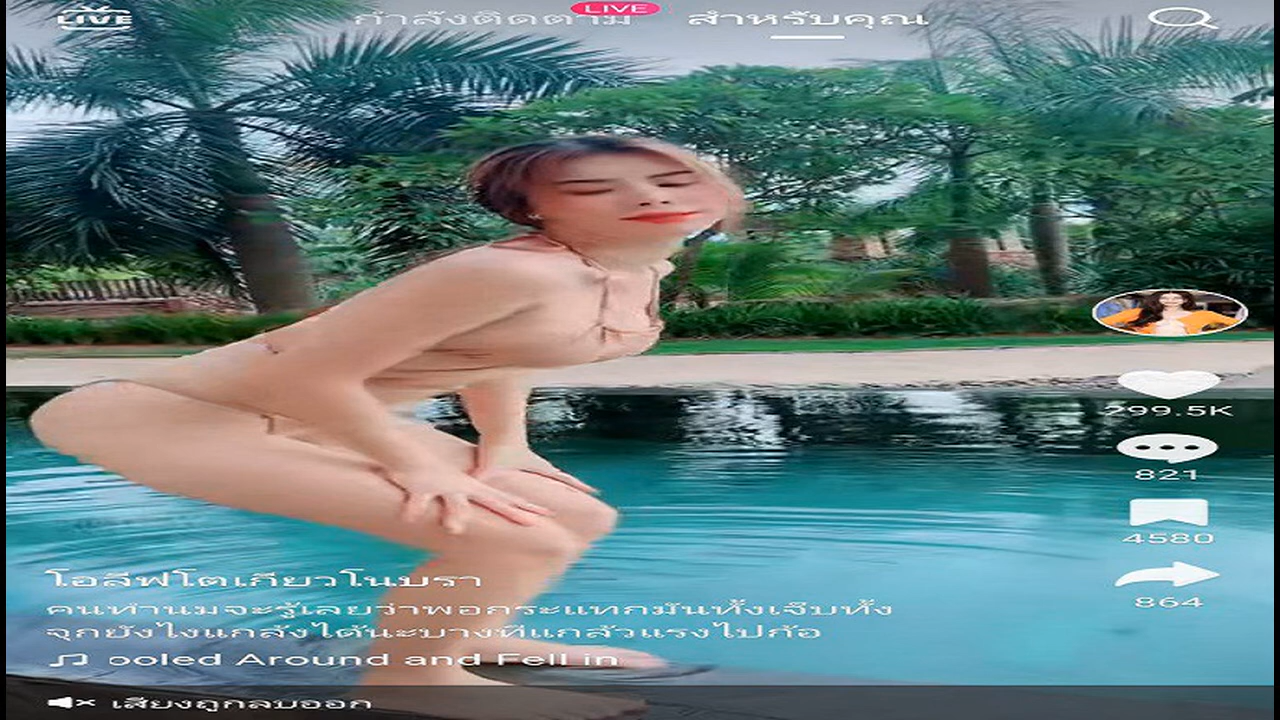 LIVE
LIVE
กำลังติดตาม สำหรับคุณ
299.5K
821
4580
864
โอลีฟโตเกียวโนบรา
คนทำนมจะรู้เลยว่าพอกระแทกมันทั้งเจ็บทั้ง
จุกยังไงแกล้งได้นะบางทีแกล้วแรงไปก้อ
ooled Around and Fell in
เสียงถูกลบออก